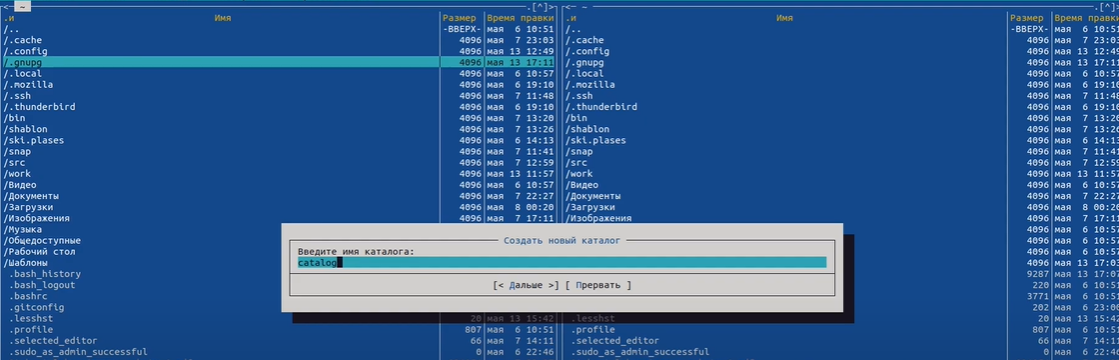 <─ ~ ─.[^]>
.и Имя Размер Время правки
/.. -ВВЕРХ- мая 6 10:51
/.cache 4096 мая 7 23:03
/.config 4096 мая 13 12:49
/.gnupg 4096 мая 13 17:11
/.local 4096 мая 6 10:57
/.mozilla 4096 мая 6 19:10
/.ssh 4096 мая 7 11:48
/.thunderbird 4096 мая 6 19:10
/bin 4096 мая 7 13:20
/shablon 4096 мая 7 13:26
/ski.plases 4096 мая 6 14:13
/snap 4096 мая 7 11:41
/src 4096 мая 7 12:59
/work 4096 мая 13 11:57
/Видео 4096 мая 6 10:57
/Документы 4096 мая 7 22:27
/Загрузки 4096 мая 8 00:20
/Изображения 4096 мая 7 17:11
/Музыка
/Общедоступные
/Рабочий стол
/Шаблоны
.bash_history
.bash_logout
.bashrc
.gitconfig
.lesshst 20 мая 13 15:42
.profile 807 мая 6 10:51
.selected_editor 66 мая 7 14:11
.sudo_as_admin_successful 0 мая 6 22:46
<─ ~ .[^]
.и Имя Размер Время правки
/.. -ВВЕРХ- мая 6 10:51
/.cache 4096 мая 7 23:03
/.config 4096 мая 13 12:49
/.gnupg 4096 мая 13 17:11
/.local 4096 мая 6 10:57
/.mozilla 4096 мая 6 19:10
/.ssh 4096 мая 7 11:48
/.thunderbird 4096 мая 6 19:10
/bin 4096 мая 7 13:20
/shablon 4096 мая 7 13:26
/ski.plases 4096 мая 6 14:13
/snap 4096 мая 7 11:41
/src 4096 мая 7 12:59
/work 4096 мая 13 11:57
/Видео 4096 мая 6 10:57
/Документы 4096 мая 7 22:27
/Загрузки 4096 мая 8 00:20
/Изображения 4096 мая 7 17:11
4096 мая 6 10:57
4096 мая 6 10:57
4096 мая 6 10:57
4096 мая 13 17:03
9287 мая 13 17:07
220 мая 6 10:51
3771 мая 6 10:51
202 мая 6 23:00
.lesshst 20 мая 13 15:42
.profile 807 мая 6 10:51
.selected_editor 66 мая 7 14:11
.sudo_as_admin_successful 0 мая 6 22:46
Создать новый каталог
Введите имя каталога:
catalog
[< Дальше >] [ Прервать ]